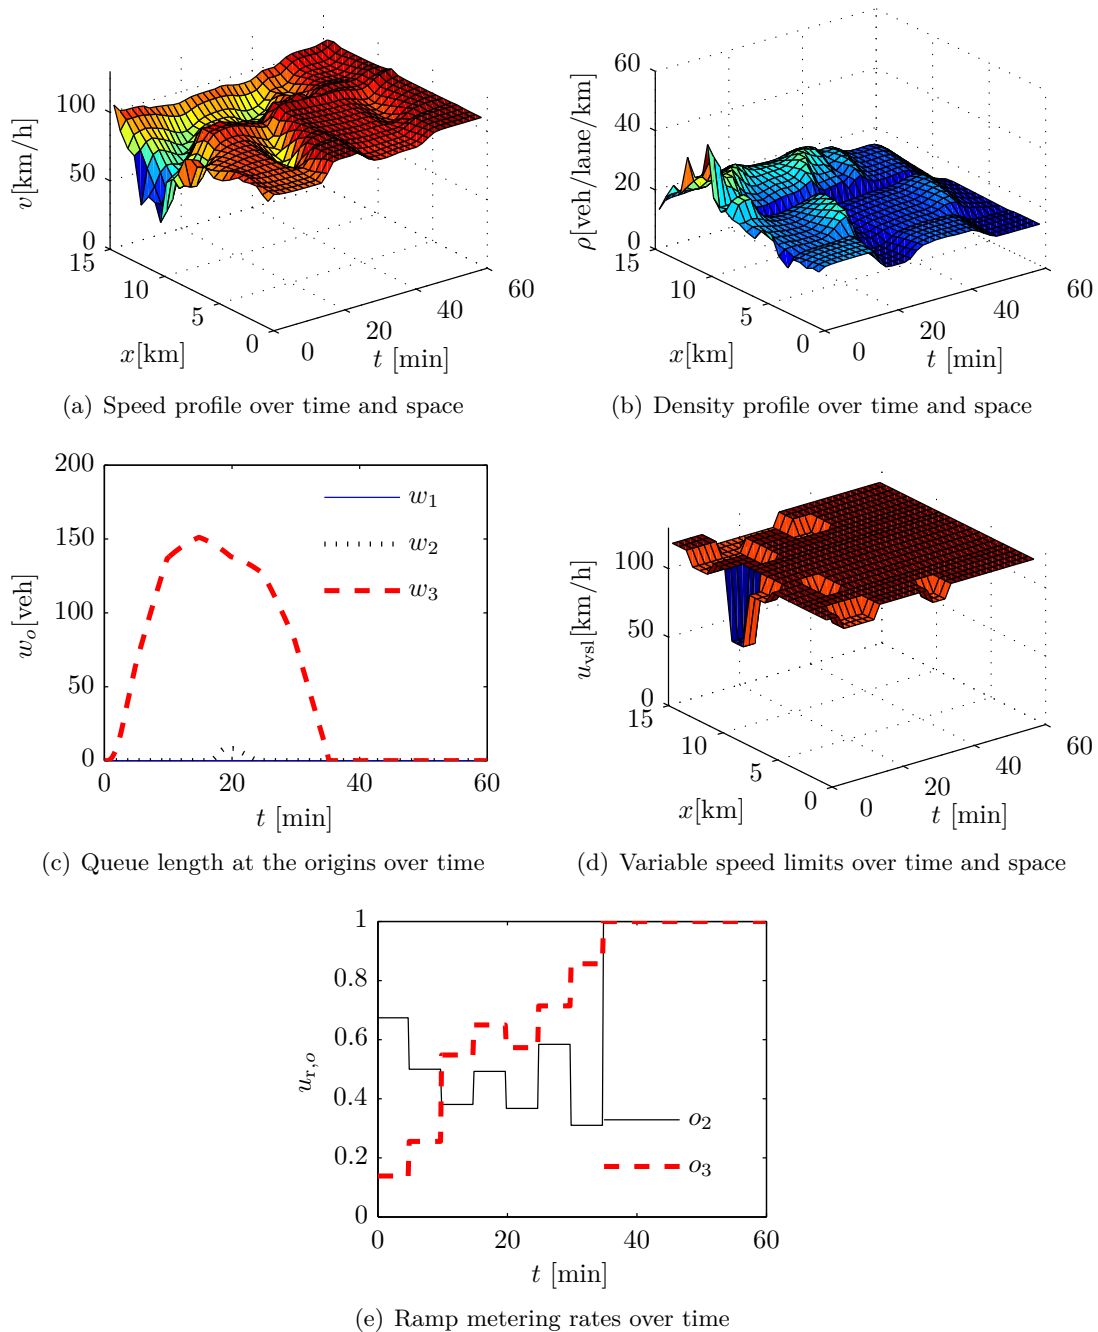 v[km/h]
100
50
0
15
10
5
0
x[km]
0
20
40
60
t [min]
(a) Speed profile over time and space
ρ[veh/lane/km]
60
40
20
0
15
10
5
0
x[km]
0
20
40
60
t [min]
(b) Density profile over time and space
w_o[veh]
200
150
100
50
0
0
20
40
60
t [min]
w_1
w_2
w_3
(c) Queue length at the origins over time
u_vsl[km/h]
100
50
0
15
10
5
0
x[km]
0
20
40
60
t [min]
(d) Variable speed limits over time and space
u_r,o
1
0.8
0.6
0.4
0.2
0
0
20
40
60
t [min]
o_2
o_3
(e) Ramp metering rates over time